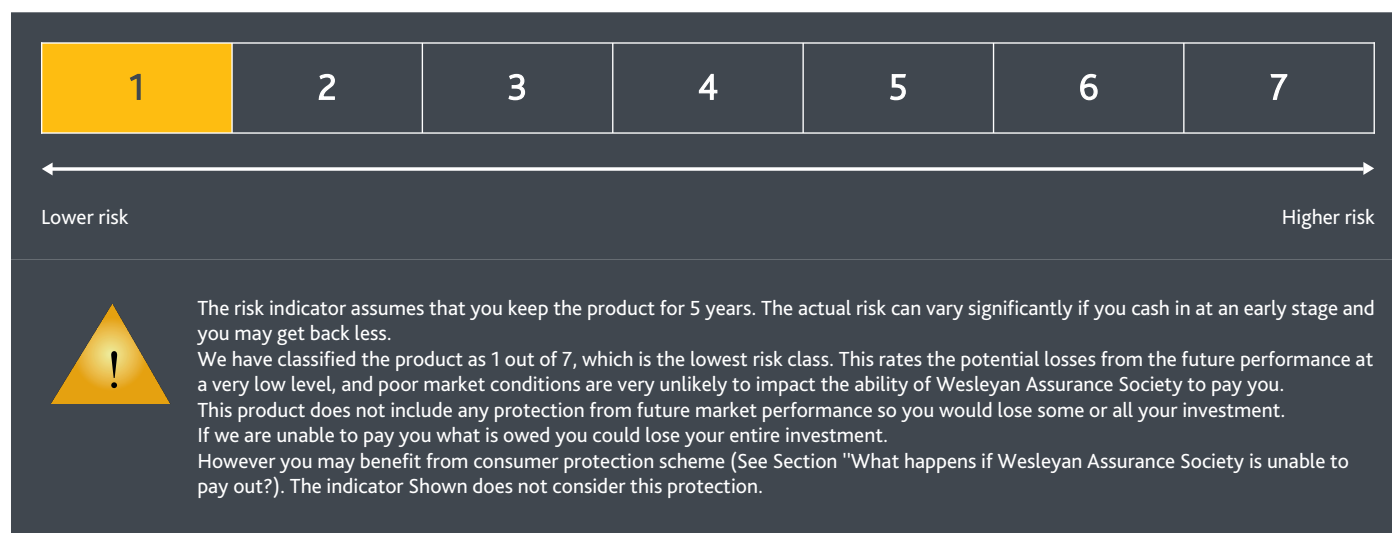 1 2 3 4 5 6 7
Lower risk Higher risk
The risk indicator assumes that you keep the product for 5 years. The actual risk can vary significantly if you cash in at an early stage and
you may get back less.
We have classified the product as 1 out of 7, which is the lowest risk class. This rates the potential losses from the future performance at
a very low level, and poor market conditions are very unlikely to impact the ability of Wesleyan Assurance Society to pay you.
This product does not include any protection from future market performance so you would lose some or all your investment.
If we are unable to pay you what is owed you could lose your entire investment.
However you may benefit from consumer protection scheme (See Section "What happens if Wesleyan Assurance Society is unable to
pay out?). The indicator Shown does not consider this protection.
!